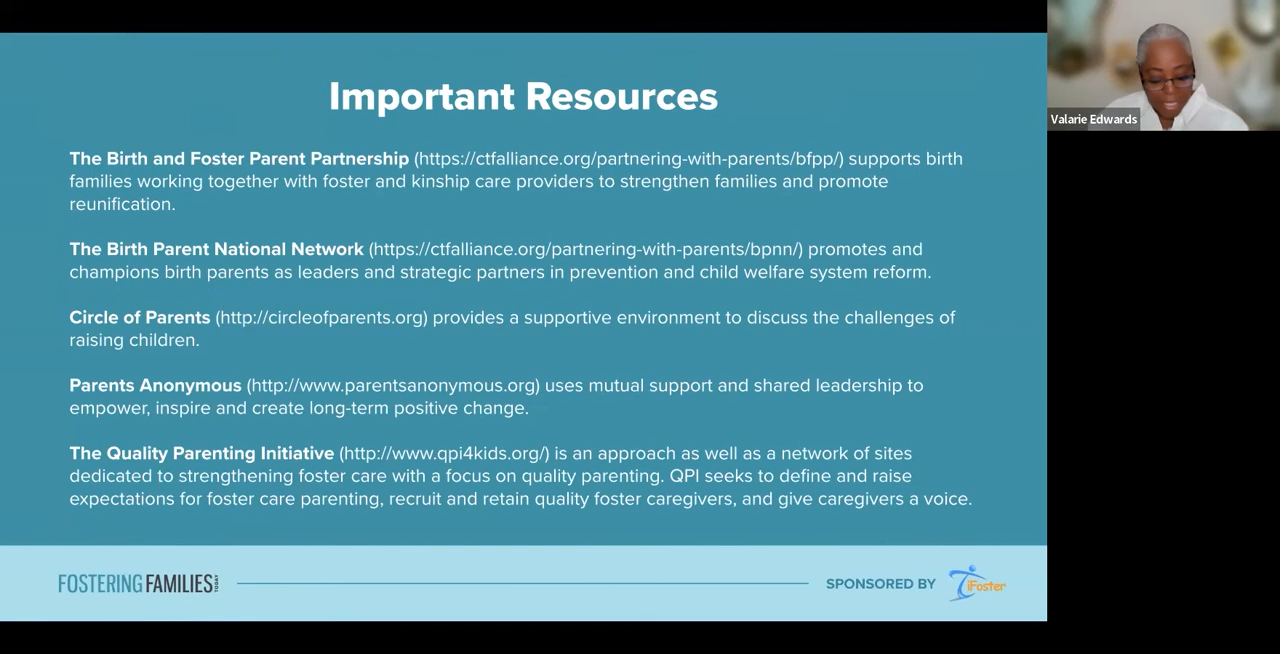 Important Resources
The Birth and Foster Parent Partnership (https://ctfalliance.org/partnering-with-parents/bfpp/) supports birth
families working together with foster and kinship care providers to strengthen families and promote
reunification.
The Birth Parent National Network (https://ctfalliance.org/partnering-with-parents/bpnn/) promotes and
champions birth parents as leaders and strategic partners in prevention and child welfare system reform.
Circle of Parents (http://circleofparents.org) provides a supportive environment to discuss the challenges of
raising children.
Parents Anonymous (http://www.parentsanonymous.org) uses mutual support and shared leadership to
empower, inspire and create long-term positive change.
The Quality Parenting Initiative (http://www.qpi4kids.org/) is an approach as well as a network of sites
dedicated to strengthening foster care with a focus on quality parenting. QPI seeks to define and raise
expectations for foster care parenting, recruit and retain quality foster caregivers, and give caregivers a voice.
FOSTERING FAMILIES TODAY
SPONSORED BY
iFoster
Valarie Edwards